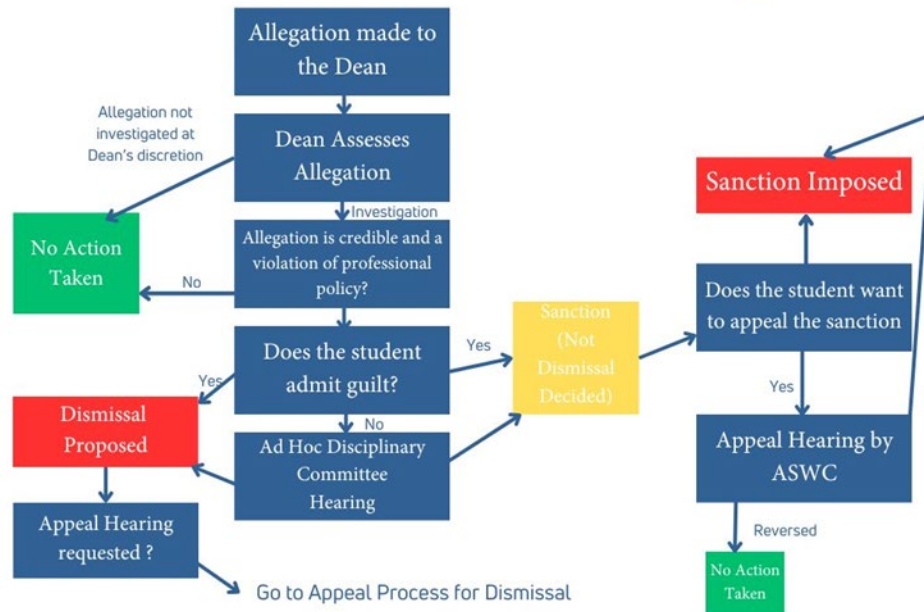 Allegation made to
the Dean
Allegation not
investigated at
Dean's discretion
Dean Assesses
Allegation
Investigation
No Action
Taken
Allegation is credible and a
violation of professional
policy?
No
Does the student
admit guilt?
Yes
Yes
Sanction
(Not
Dismissal
Decided)
Dismissal
Proposed
No
Ad Hoc Disciplinary
Committee
Hearing
Appeal Hearing
requested ?
Go to Appeal Process for Dismissal
Sanction Imposed
Does the student want
to appeal the sanction
Yes
Appeal Hearing by
ASWC
Reversed
No Action
Taken